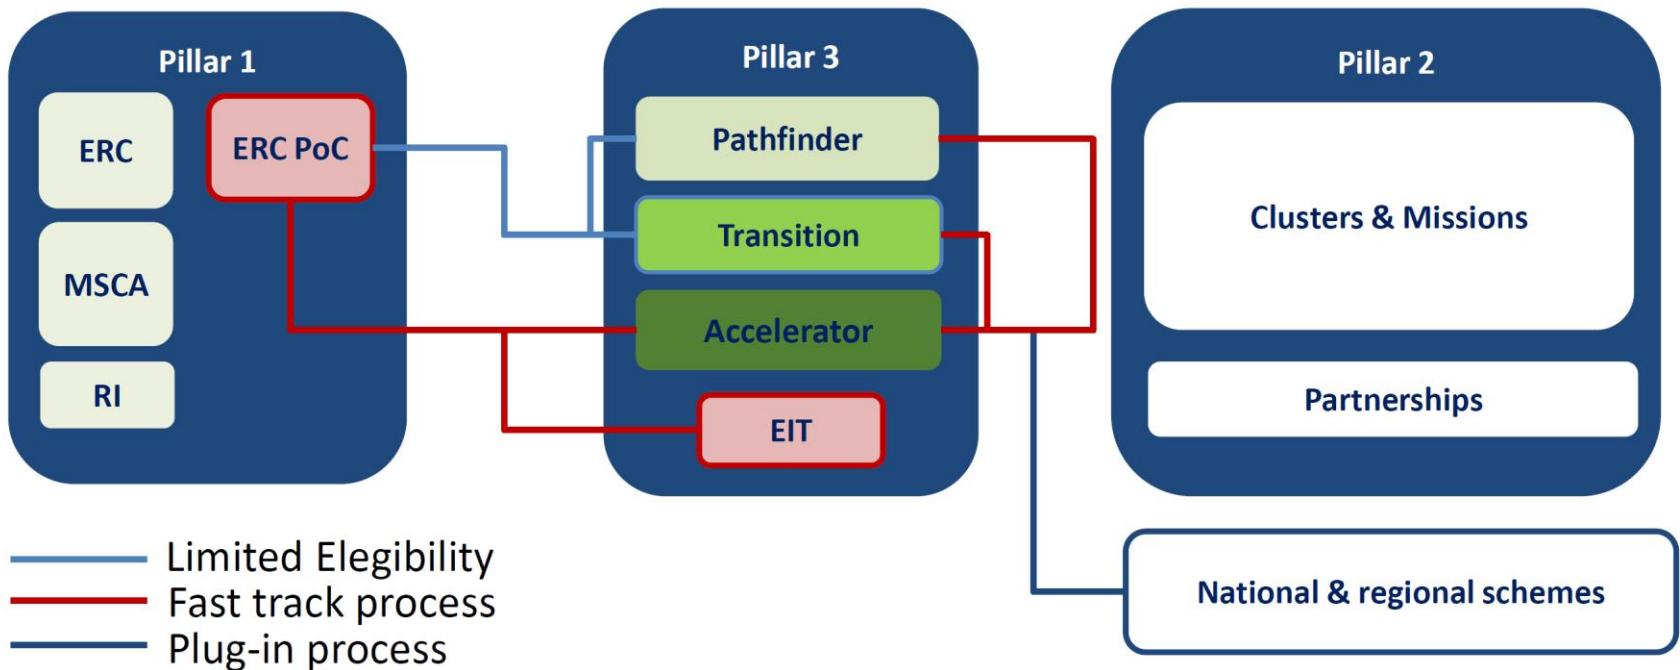 Pillar 1
ERC
ERC PoC
MSCA
RI
Pillar 3
Pathfinder
Transition
Accelerator
EIT
Pillar 2
Clusters & Missions
Partnerships
National & regional schemes
Limited Elegibility
Fast track process
Plug-in process